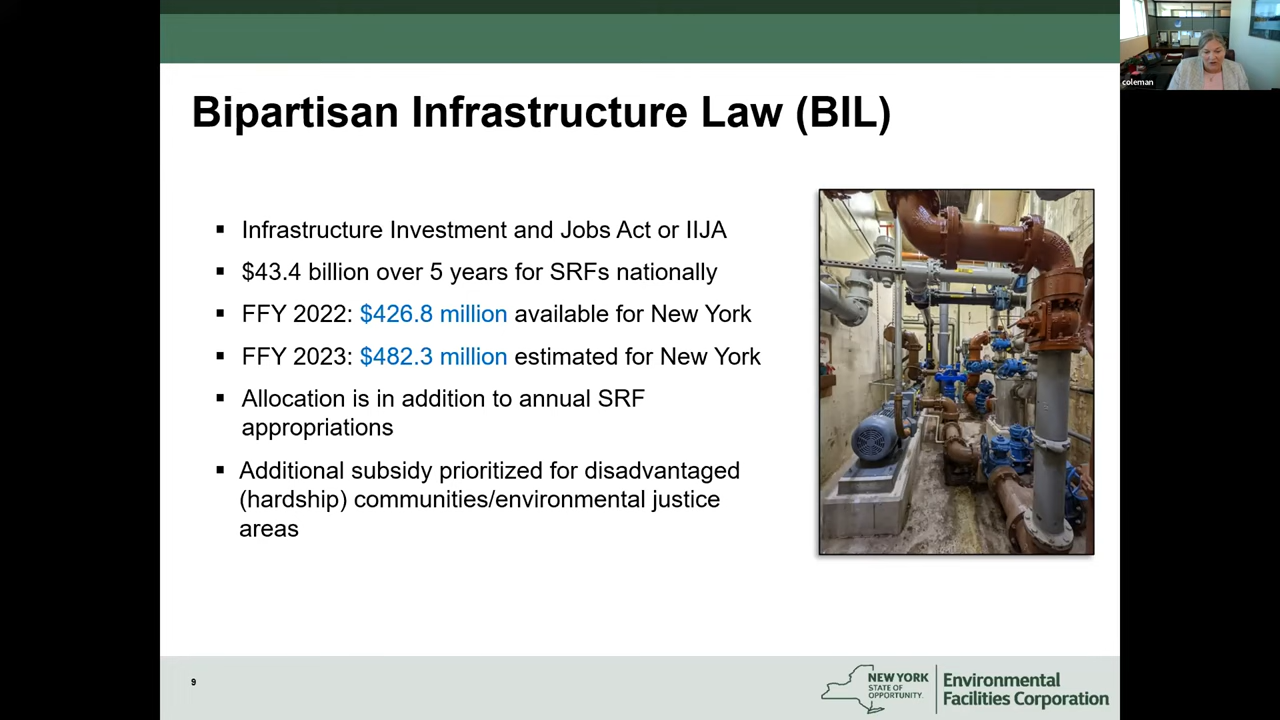 coleman
Bipartisan Infrastructure Law (BIL)
▪ Infrastructure Investment and Jobs Act or IIJA
▪ $43.4 billion over 5 years for SRFs nationally
▪ FFY 2022: $426.8 million available for New York
▪ FFY 2023: $482.3 million estimated for New York
▪ Allocation is in addition to annual SRF
appropriations
▪ Additional subsidy prioritized for disadvantaged
(hardship) communities/environmental justice
areas
9
NEW YORK
STATE OF
OPPORTUNITY.
Environmental
Facilities Corporation